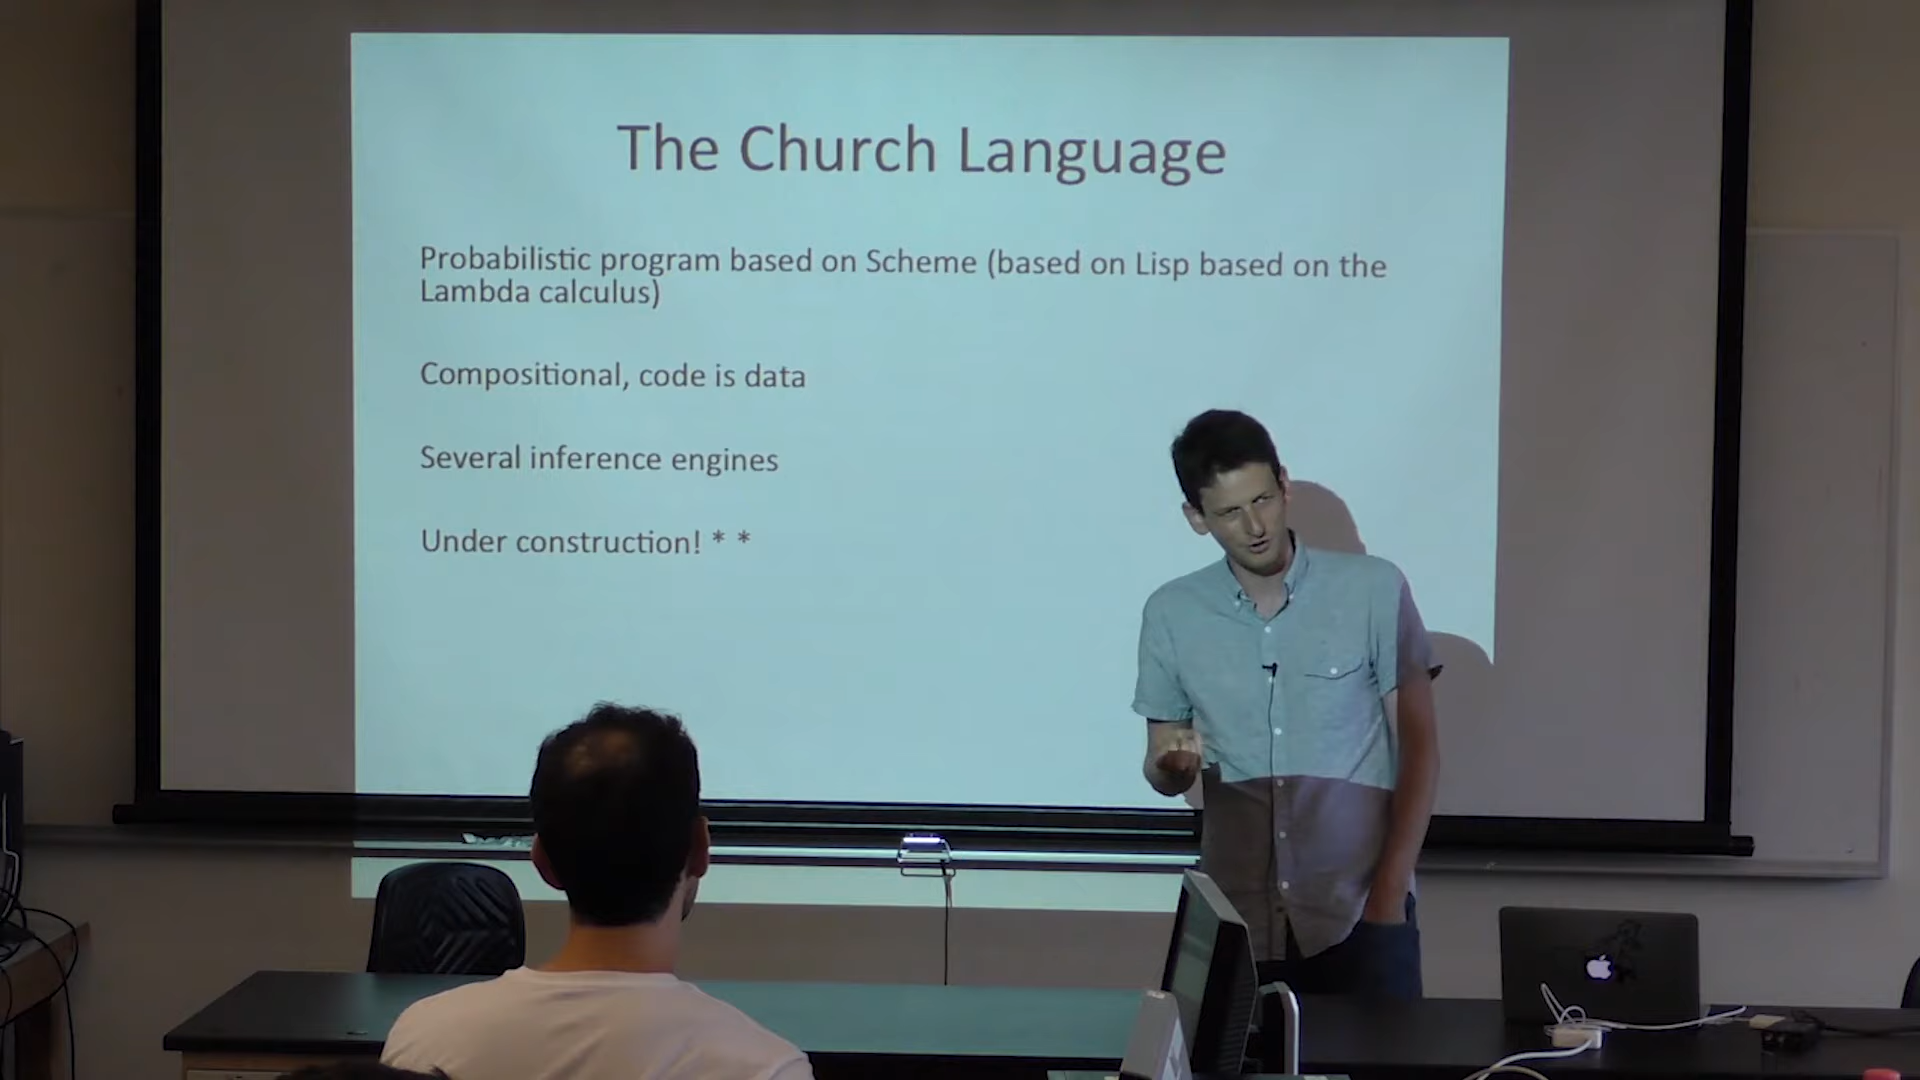 The Church Language
Probabilistic program based on Scheme (based on Lisp based on the
Lambda calculus)
Compositional, code is data
Several inference engines
Under construction! * *